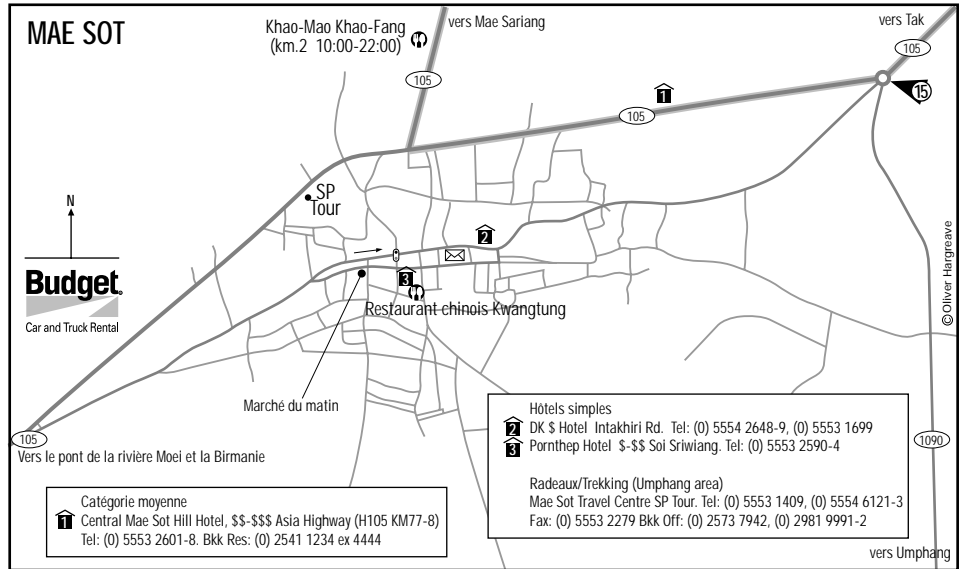 MAE SOT
Khao-Mao Khao-Fang
(km.2 10:00-22:00)
vers Mae Sariang
vers Tak
105
105
105
1
15
SP
Tour
N
2
3
Budget.
Car and Truck Rental
Restaurant chinois Kwangtung
©Oliver Hargreave
Marché du matin
105
Vers le pont de la rivière Moei et la Birmanie
1090
Hôtels simples
2 DK $ Hotel Intakhiri Rd. Tel: (0) 5554 2648-9, (0) 5553 1699
3 Pornthep Hotel $-$$ Soi Sriwiang. Tel: (0) 5553 2590-4
Radeaux/Trekking (Umphang area)
Mae Sot Travel Centre SP Tour. Tel: (0) 5553 1409, (0) 5554 6121-3
Fax: (0) 5553 2279 Bkk Off: (0) 2573 7942, (0) 2981 9991-2
Catégorie moyenne
1 Central Mae Sot Hill Hotel, $$-$$$ Asia Highway (H105 KM77-8)
Tel: (0) 5553 2601-8. Bkk Res: (0) 2541 1234 ex 4444
vers Umphang